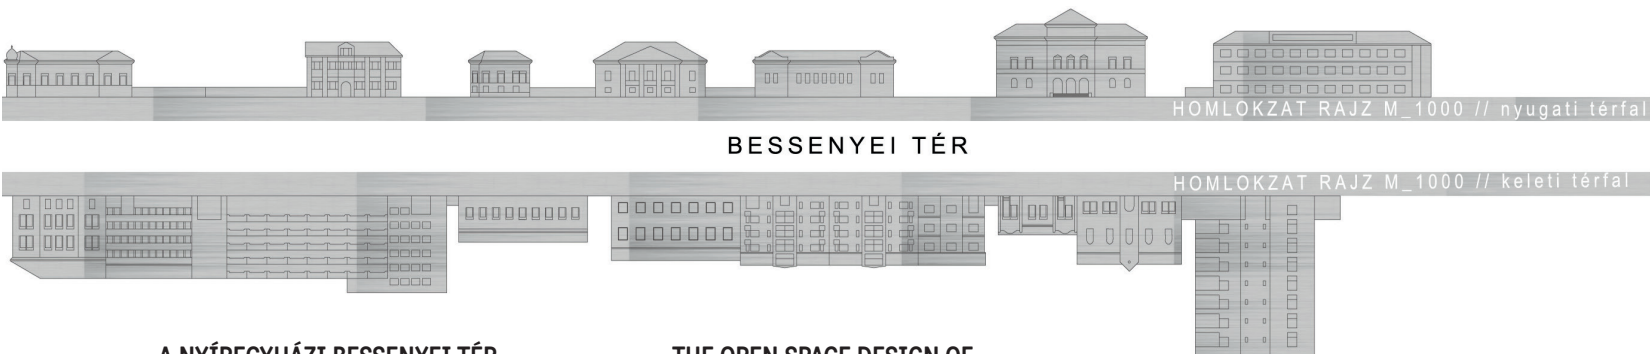 HOMLOKZAT RAJZ M_1000 // nyugati térfal
BESSENYEI TÉR
HOMLOKZAT RAJZ M_1000 // keleti térfal
A NYÍREGYHÁZI BESSENYEI TÉR
THE OPEN SPACE DESIGN OF